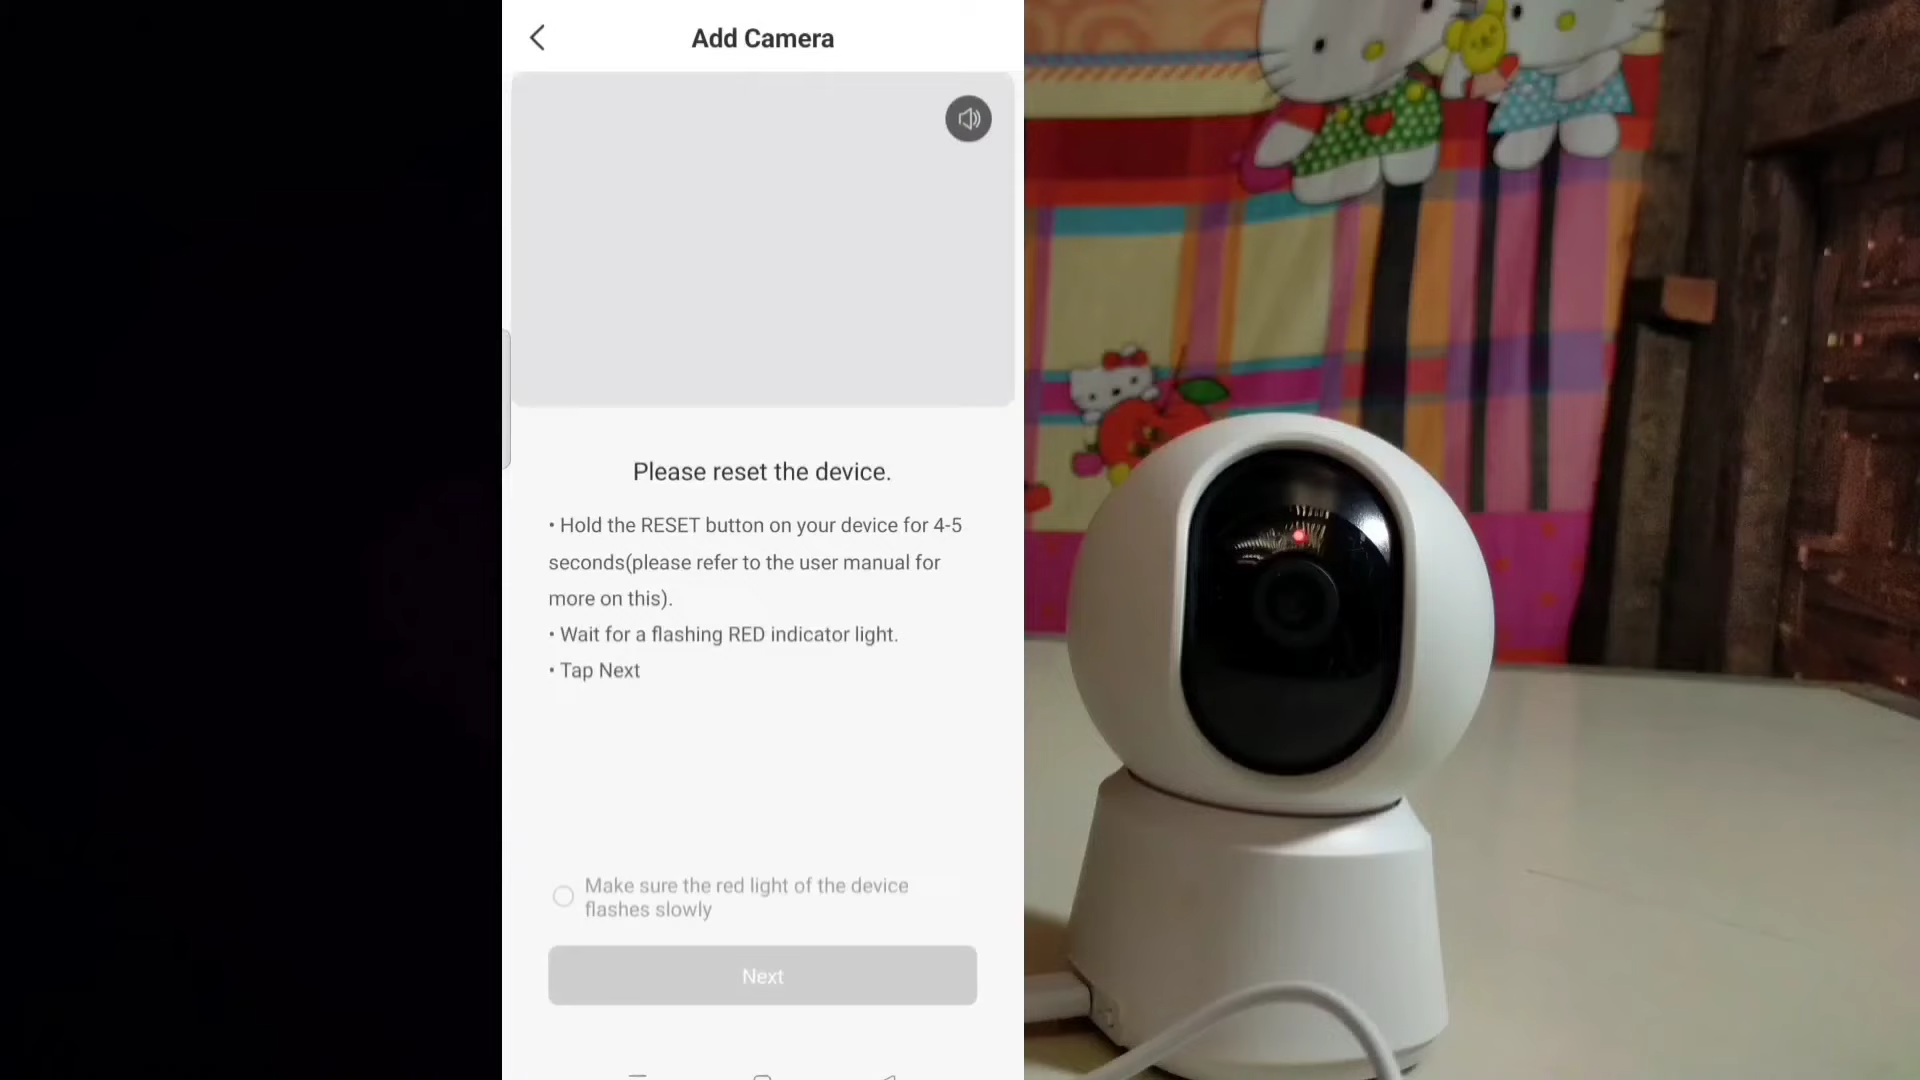 Add Camera
Please reset the device.
• Hold the RESET button on your device for 4-5
seconds(please refer to the user manual for
more on this).
• Wait for a flashing RED indicator light.
• Tap Next
Make sure the red light of the device
flashes slowly
Next